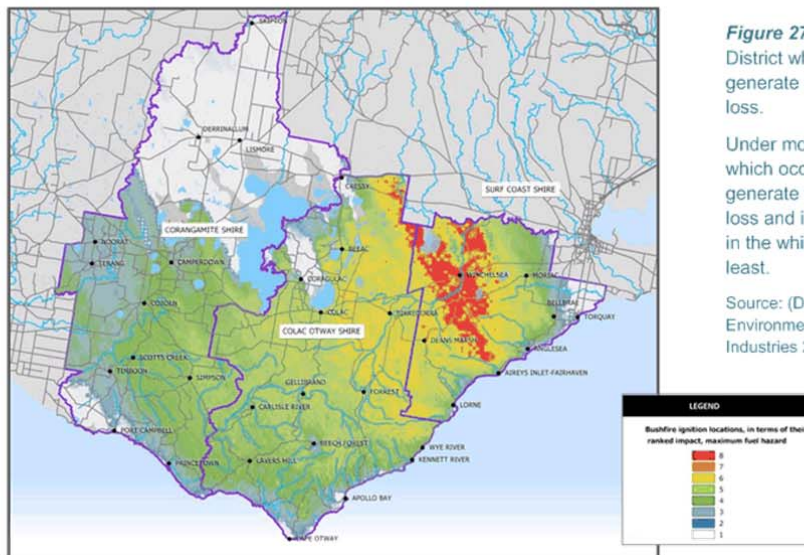 SKIPTON
DERRINALLUM
LISMORE
CRESSY
SURF COAST SHIRE
CORANGAMITE SHIRE
NOORAT
TERANG
CAMPERDOWN
BEEAC
CORAGULAC
WINCHELSEA
MORIAC
COBDEN
COLAC
BIRREGURRA
BELLBRAE
TORQUAY
COLAC OTWAY SHIRE
DEANS MARSH
ANGLESEA
SCOTTS CREEK
TIMBOON
SIMPSON
GELLIBRAND
FORREST
AIREYS INLET-FAIRHAVEN
CARLISLE RIVER
LORNE
PORT CAMPBELL
BEECH FOREST
WYE RIVER
KENNETT RIVER
PRINCETOWN
LAVERS HILL
APOLLO BAY
CAPE OTWAY
Figure 27
District wh
generate
loss.
Under mo
which occ
generate
loss and i
in the whi
least.
Source: (D
Environme
Industries 2
LEGEND
Bushfire ignition locations, in terms of their
ranked impact, maximum fuel hazard
8
7
6
5
4
3
2
1